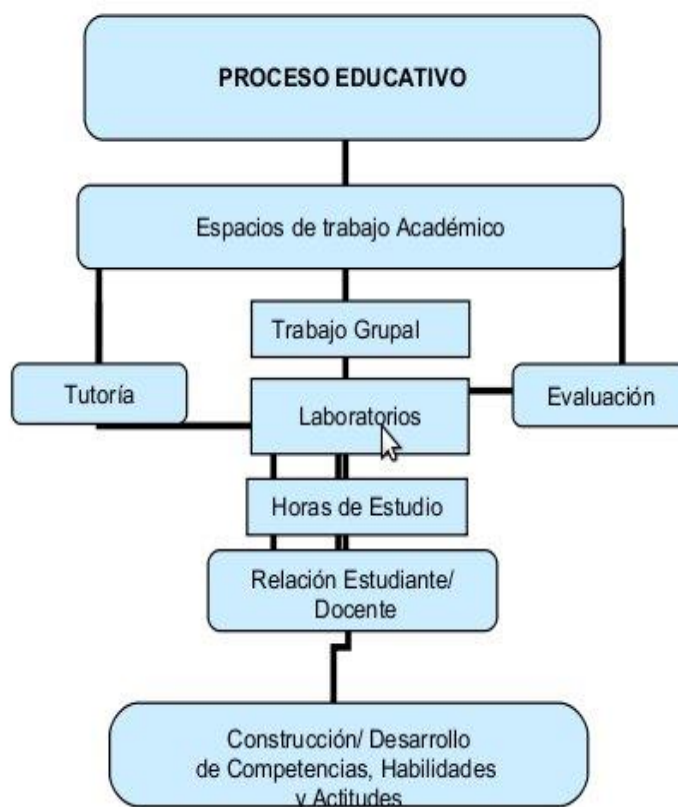 PROCESO EDUCATIVO
Espacios de trabajo Académico
Trabajo Grupal
Tutoría
Laboratorios
Evaluación
Horas de Estudio
Relación Estudiante/
Docente
Construcción/ Desarrollo
de Competencias, Habilidades
y Actitudes